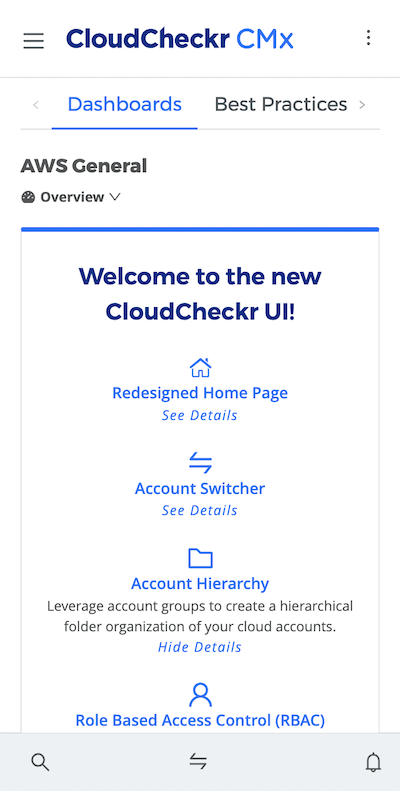 CloudCheckr CMx
Dashboards Best Practices
AWS General
Overview
Welcome to the new
CloudCheckr UI!
Redesigned Home Page
See Details
Account Switcher
See Details
Account Hierarchy
Leverage account groups to create a hierarchical
folder organization of your cloud accounts.
Hide Details
Role Based Access Control (RBAC)